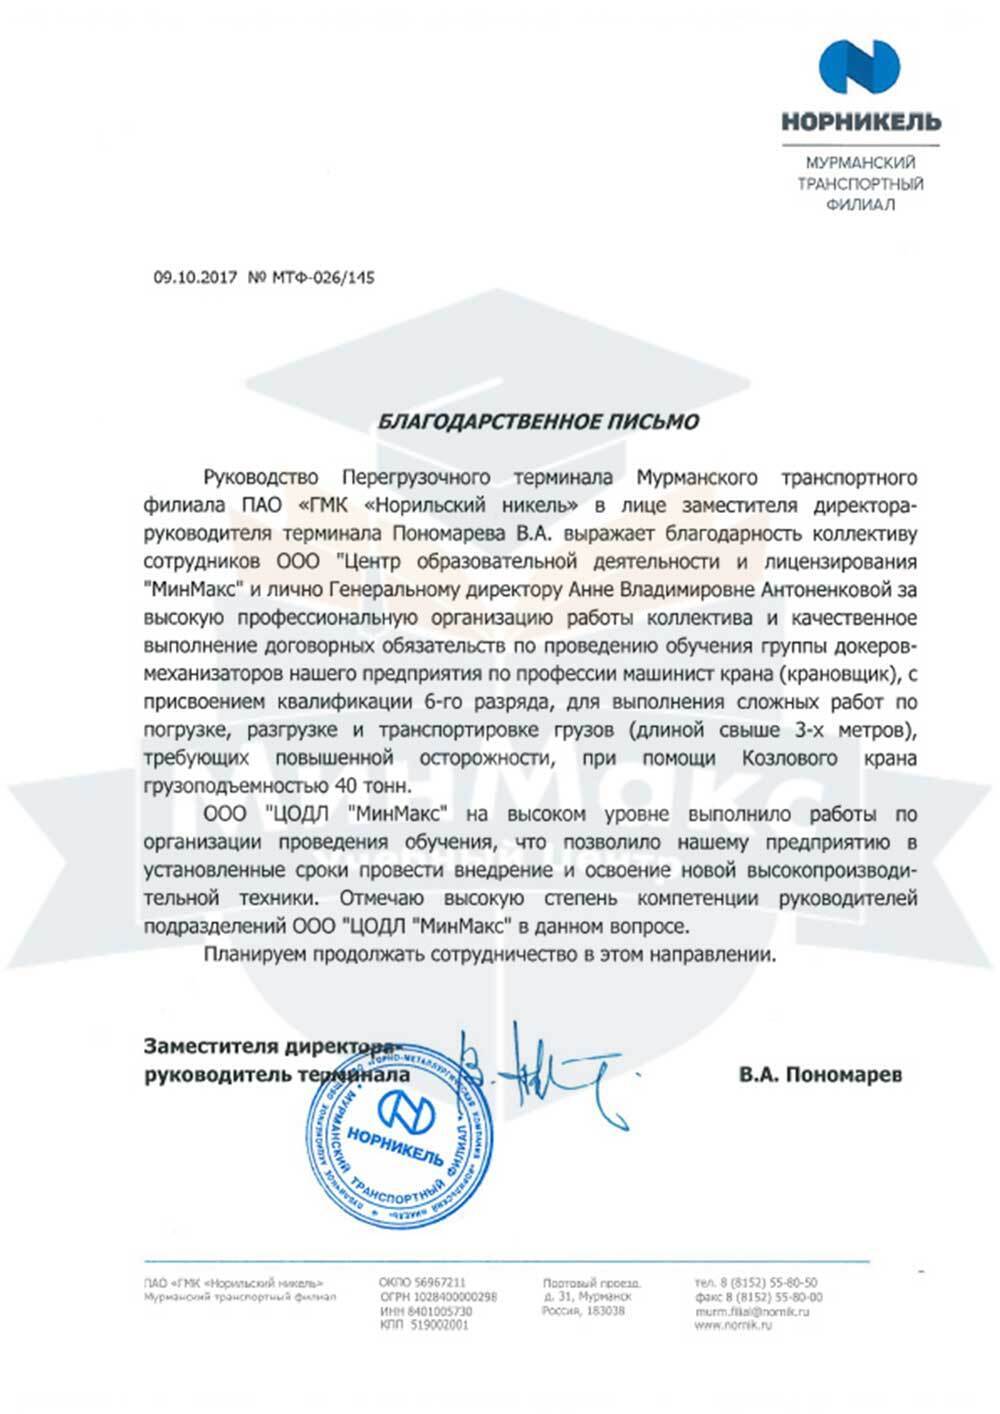 НОРНИКЕЛЬ
МУРМАНСКИЙ
ТРАНСПОРТНЫЙ
ФИЛИАЛ
09.10.2017 № МТФ-026/145
БЛАГОДАРСТВЕННОЕ ПИСЬМО
Руководство Перегрузочного терминала Мурманского транспортного
филиала ПАО «ГМК «Норильский никель» в лице заместителя директора-
руководителя терминала Пономарева В.А. выражает благодарность коллективу
сотрудников ООО "Центр образовательной деятельности и лицензирования
"МинМакс" и лично Генеральному директору Анне Владимировне Антоненковой за
высокую профессиональную организацию работы коллектива и качественное
выполнение договорных обязательств по проведению обучения группы докеров-
механизаторов нашего предприятия по профессии машинист крана (крановщик), с
присвоением квалификации 6-го разряда, для выполнения сложных работ по
погрузке, разгрузке и транспортировке грузов (длиной свыше 3-х метров),
требующих повышенной осторожности, при помощи Козлового крана
грузоподъемностью 40 тонн.
ООО "ЦОДЛ "МинМакс" на высоком уровне выполнило работы по
организации проведения обучения, что позволило нашему предприятию в
установленные сроки провести внедрение и освоение новой высокопроизводи-
тельной техники. Отмечаю высокую степень компетенции руководителей
подразделений ООО "ЦОДЛ "МинМакс" в данном вопросе.
Планируем продолжать сотрудничество в этом направлении.
МинМакс
Учебный Центр
Заместителя директора-
руководитель терминала
В.А. Пономарев
НОРНИКЕЛЬ
МУРМАНСКИЙ ТРАНСПОРТНЫЙ ФИЛИАЛ
ПАО «ГМК «Норильский никель»
Мурманский транспортный филиал
ОКПО 56967211
ОГРН 1028400000298
ИНН 8401005730
КПП 519002001
Портовый проезд,
д. 31, Мурманск
Россия, 183038
тел. 8 (8152) 55-80-50
факс 8 (8152) 55-80-00
murm.filial@nornik.ru
www.nornik.ru